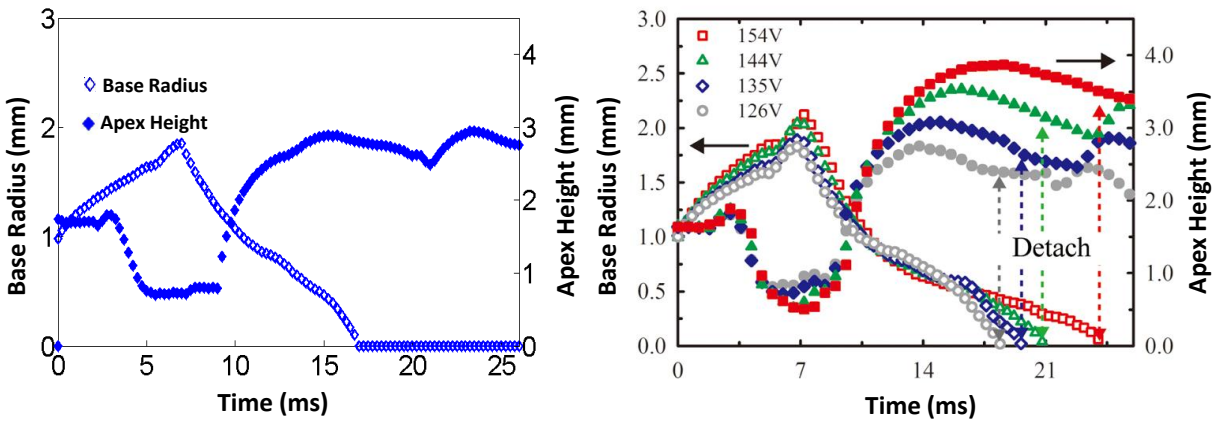 3
2
1
0
Base Radius (mm)
Base Radius
Apex Height
4
3
2
1
0
Apex Height (mm)
0
5
10
15
20
25
Time (ms)
3.0
2.5
2.0
1.5
1.0
0.5
0.0
Base Radius (mm)
154V
144V
135V
126V
Detach
4.0
3.0
2.0
1.0
0.0
Apex Height (mm)
0
7
14
21
Time (ms)